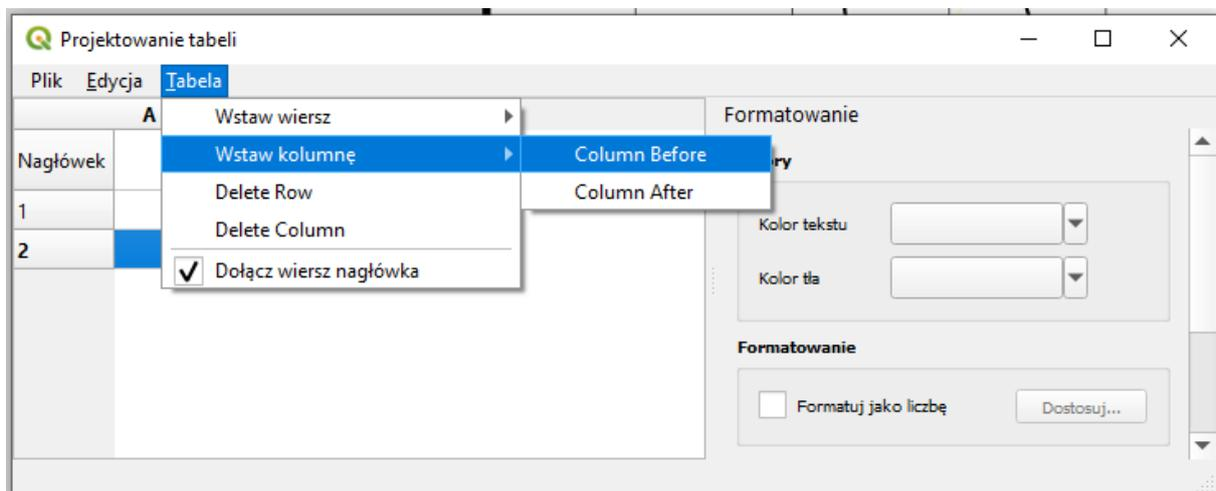 Projektowanie tabeli
Plik Edycja Tabela
A
Nagłówek
1
2
Wstaw wiersz
Wstaw kolumnę
Delete Row
Delete Column
Dołącz wiersz nagłówka
Column Before
Column After
Formatowanie
Kolor tekstu
Kolor tła
Formatowanie
Formatuj jako liczbę
Dostosuj...